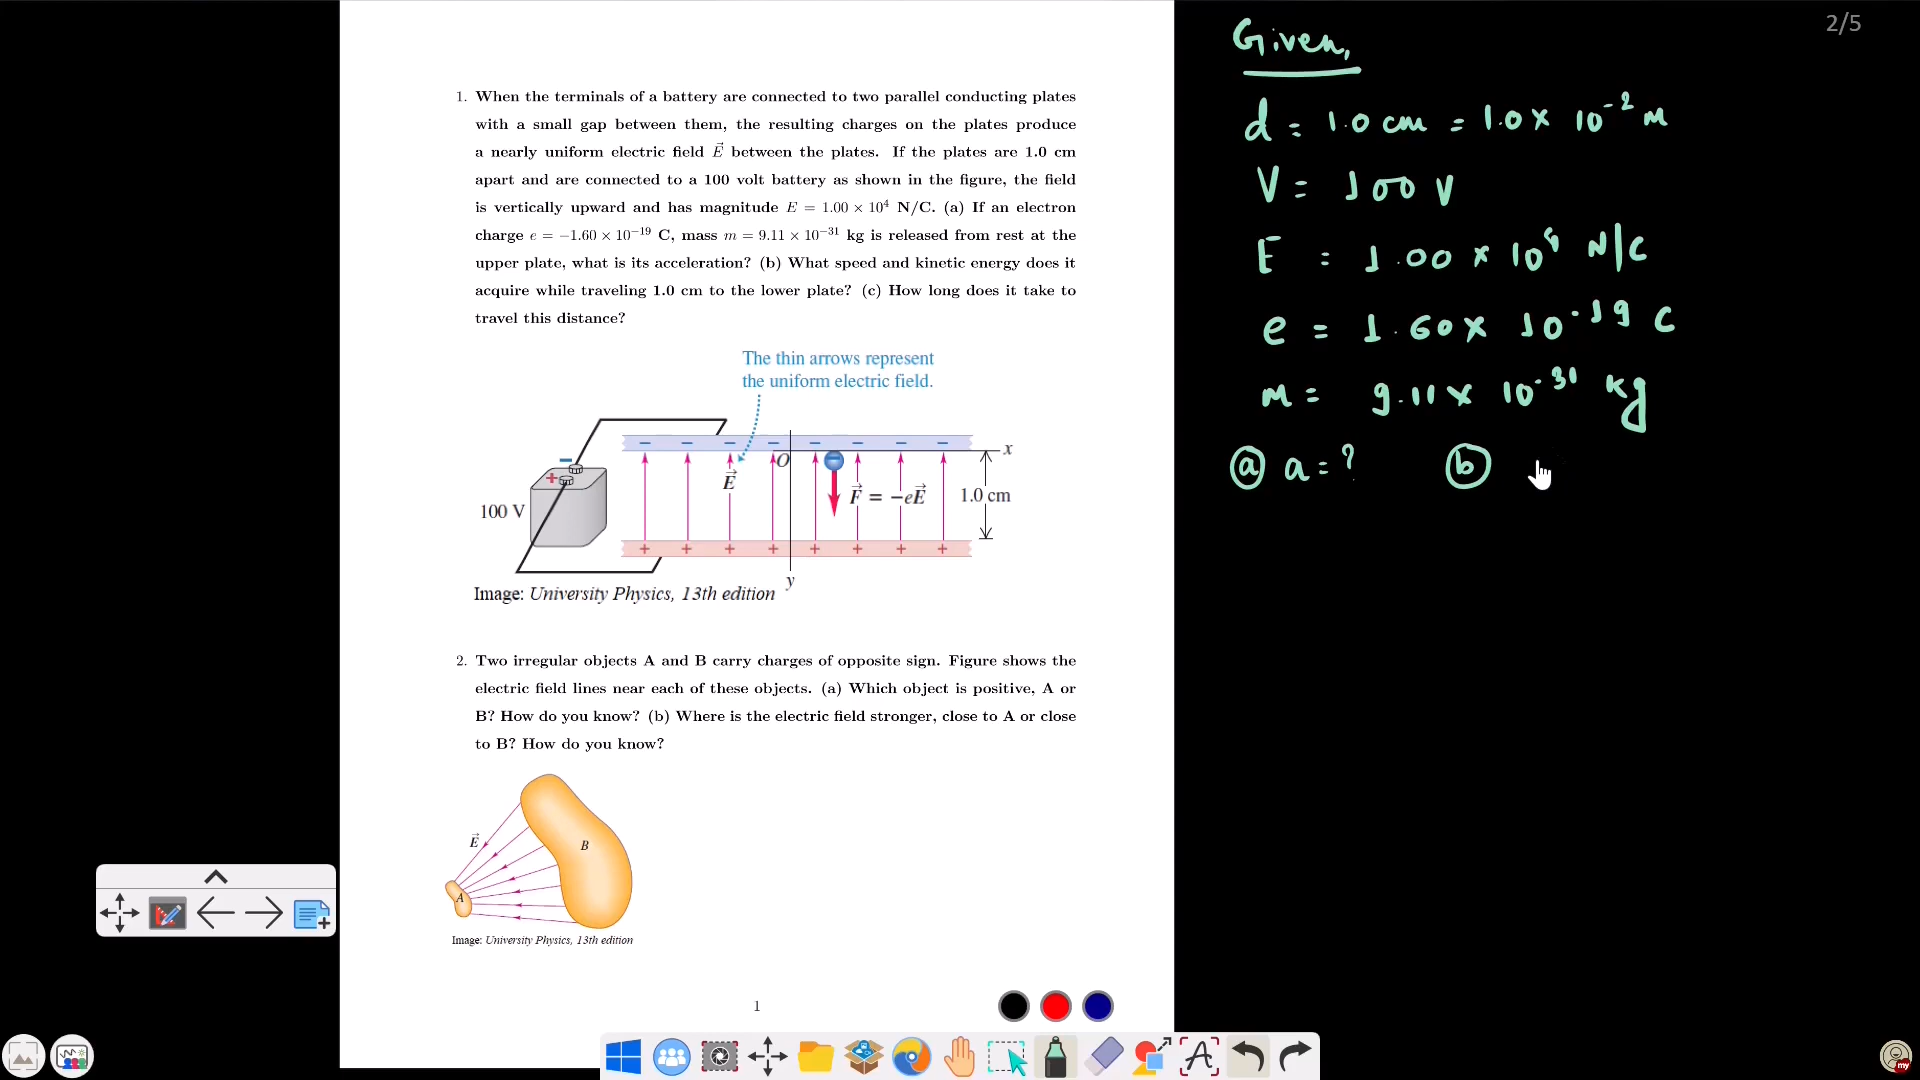 2/5
1. When the terminals of a battery are connected to two parallel conducting plates
with a small gap between them, the resulting charges on the plates produce
a nearly uniform electric field E⃗ between the plates. If the plates are 1.0 cm
apart and are connected to a 100 volt battery as shown in the figure, the field
is vertically upward and has magnitude E = 1.00 × 10⁴ N/C. (a) If an electron
charge e = −1.60 × 10⁻¹⁹ C, mass m = 9.11 × 10⁻³¹ kg is released from rest at the
upper plate, what is its acceleration? (b) What speed and kinetic energy does it
acquire while traveling 1.0 cm to the lower plate? (c) How long does it take to
travel this distance?
The thin arrows represent
the uniform electric field.
O
x
E⃗
F⃗ = −eE⃗
1.0 cm
100 V
y
Image: University Physics, 13th edition
2. Two irregular objects A and B carry charges of opposite sign. Figure shows the
electric field lines near each of these objects. (a) Which object is positive, A or
B? How do you know? (b) Where is the electric field stronger, close to A or close
to B? How do you know?
E⃗
B
A
Image: University Physics, 13th edition
1
Given,
d = 1.0 cm = 1.0 × 10⁻² m
V = 100 V
E = 1.00 × 10⁴ N/C
e = 1.60 × 10⁻¹⁹ C
m = 9.11 × 10⁻³¹ kg
ⓐ a = ? ⓑ
A
my